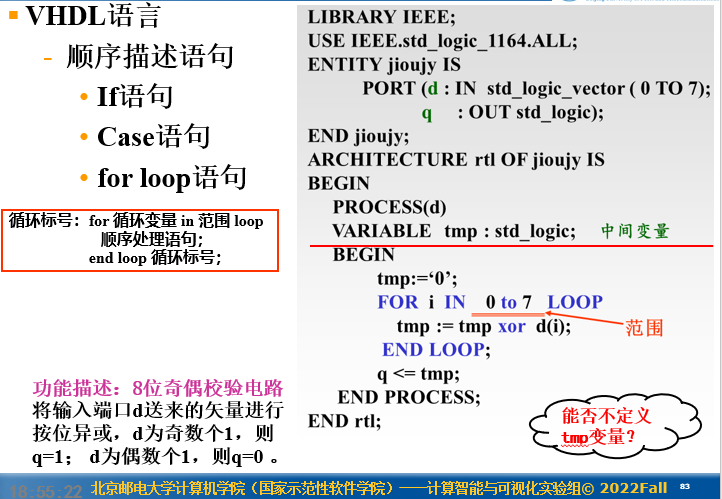 VHDL语言
- 顺序描述语句
• If语句
• Case语句
• for loop语句
循环标号：for 循环变量 in 范围 loop
顺序处理语句；
end loop 循环标号；
功能描述：8位奇偶校验电路
将输入端口d送来的矢量进行
按位异或，d为奇数个1，则
q=1； d为偶数个1，则q=0 。
LIBRARY IEEE;
USE IEEE.std_logic_1164.ALL;
ENTITY jioujy IS
PORT (d : IN std_logic_vector ( 0 TO 7);
q : OUT std_logic);
END jioujy;
ARCHITECTURE rtl OF jioujy IS
BEGIN
PROCESS(d)
VARIABLE tmp : std_logic; 中间变量
BEGIN
tmp:=‘0’;
FOR i IN 0 to 7 LOOP
tmp := tmp xor d(i);
范围
END LOOP;
q <= tmp;
END PROCESS;
END rtl;
能否不定义
tmp变量？
18:55:22 北京邮电大学计算机学院（国家示范性软件学院）——计算智能与可视化实验组© 2022Fall 83